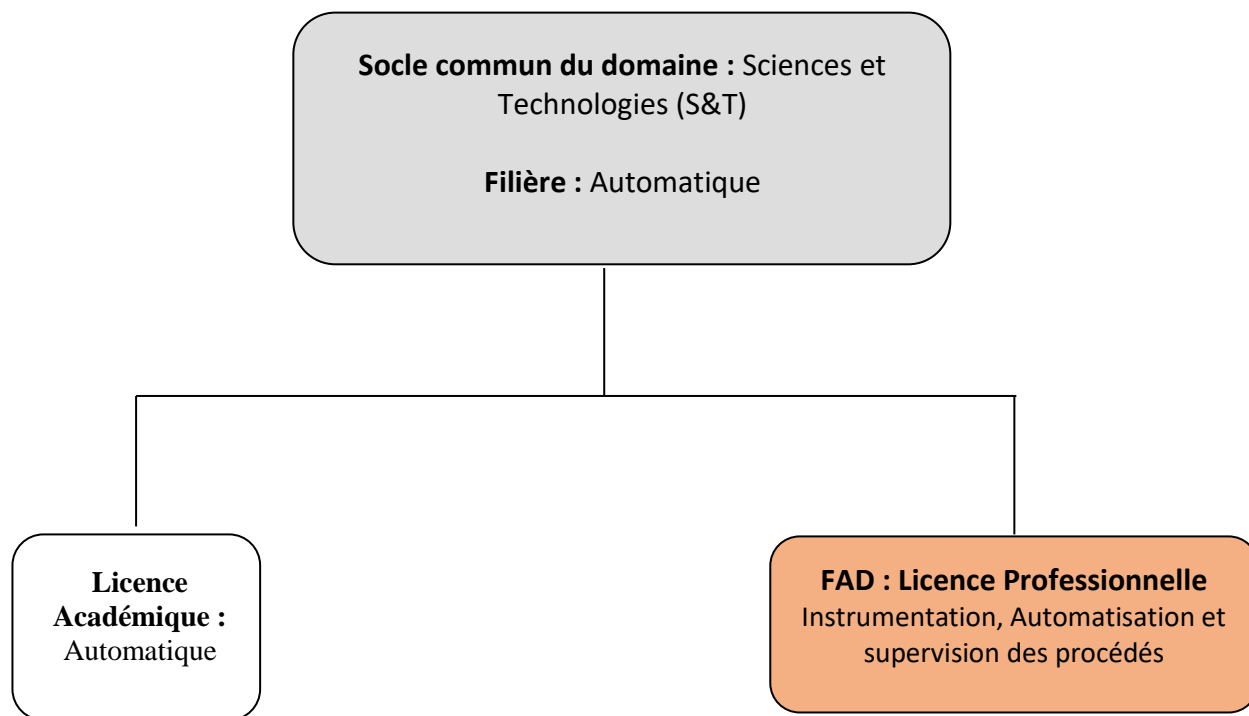 Socle commun du domaine : Sciences et
Technologies (S&T)
Filière : Automatique
Licence
Académique :
Automatique
FAD : Licence Professionnelle
Instrumentation, Automatisation et
supervision des procédés